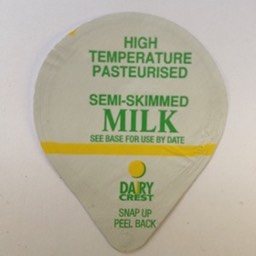 HIGH
TEMPERATURE
PASTEURISED
SEMI-SKIMMED
MILK
SEE BASE FOR USE BY DATE
DAIRY
CREST
SNAP UP
PEEL BACK